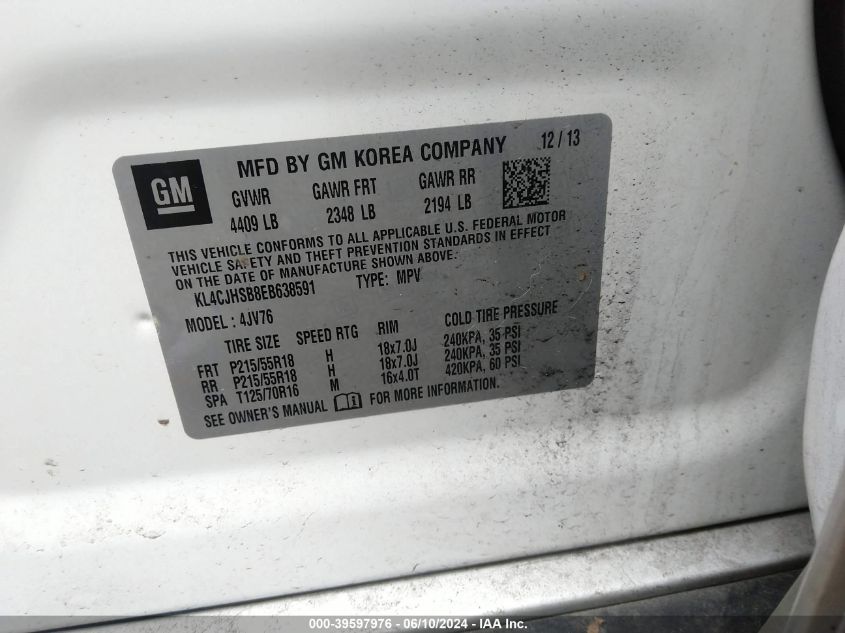 GM
MFD BY GM KOREA COMPANY 12 / 13
GVWR GAWR FRT GAWR RR
4409 LB 2348 LB 2194 LB
THIS VEHICLE CONFORMS TO ALL APPLICABLE U.S. FEDERAL MOTOR
VEHICLE SAFETY AND THEFT PREVENTION STANDARDS IN EFFECT
ON THE DATE OF MANUFACTURE SHOWN ABOVE.
KL4CJHSB8EB638591 TYPE: MPV
MODEL : 4JV76
TIRE SIZE SPEED RTG RIM COLD TIRE PRESSURE
FRT P215/55R18 H 18x7.0J 240KPA, 35 PSI
RR P215/55R18 H 18x7.0J 240KPA, 35 PSI
SPA T125/70R16 M 16x4.0T 420KPA, 60 PSI
SEE OWNER'S MANUAL FOR MORE INFORMATION.
000-39597976 - 06/10/2024 - IAA Inc.